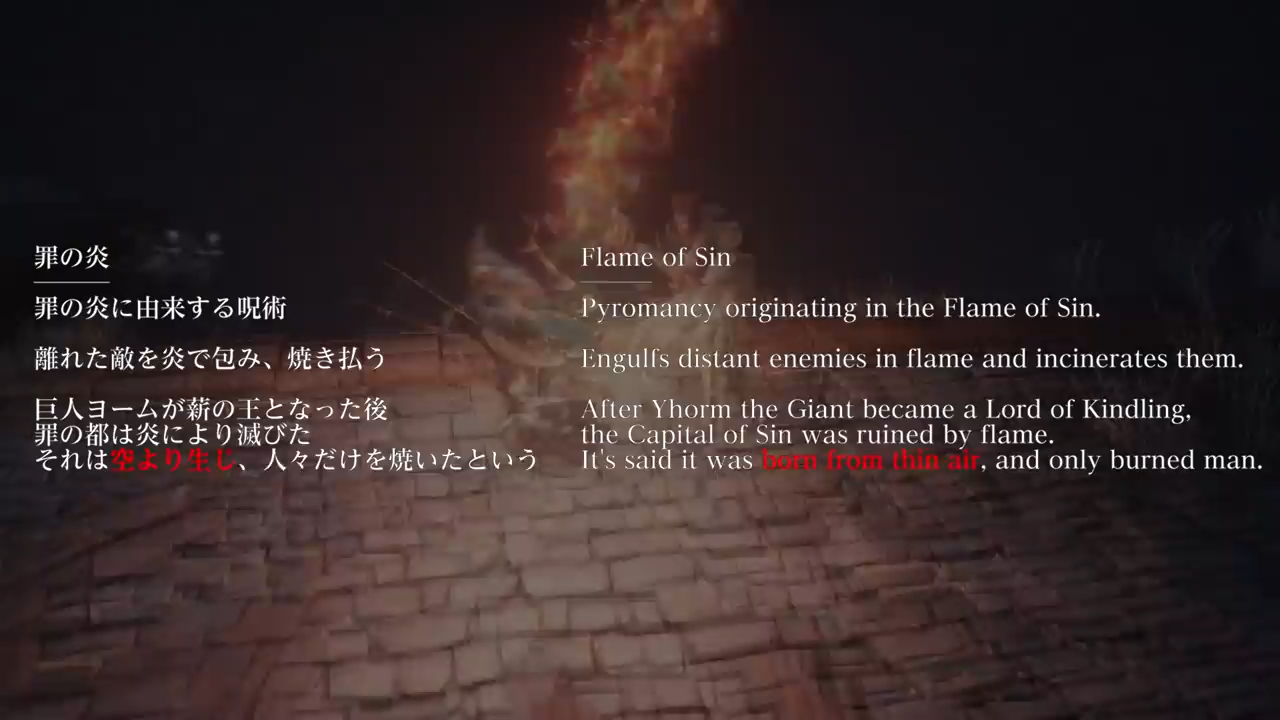 罪の炎
罪の炎に由来する呪術
離れた敵を炎で包み、焼き払う
巨人ヨームが薪の王となった後
罪の都は炎により滅びた
それは空より生じ、人々だけを焼いたという
Flame of Sin
Pyromancy originating in the Flame of Sin.
Engulfs distant enemies in flame and incinerates them.
After Yhorm the Giant became a Lord of Kindling,
the Capital of Sin was ruined by flame.
It's said it was born from thin air, and only burned man.